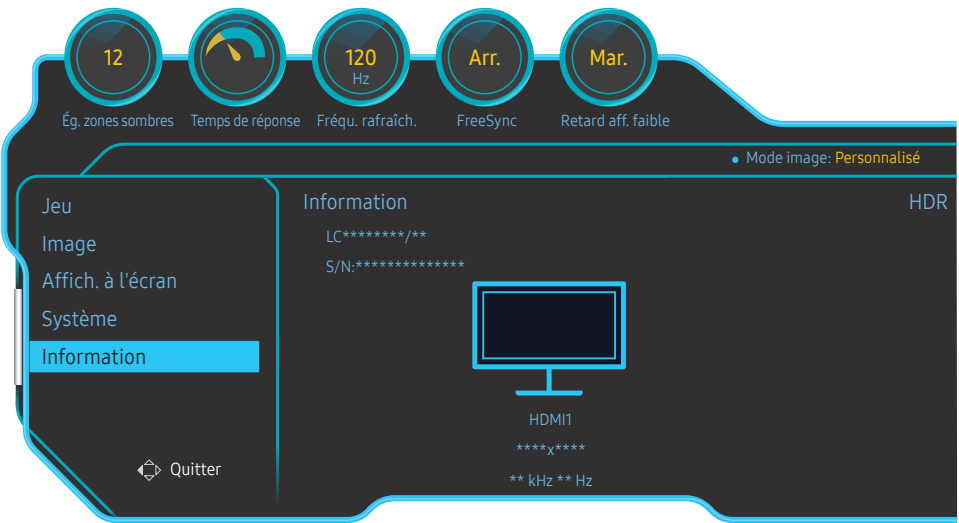 12
120
Hz
Arr.
Mar.
Ég. zones sombres
Temps de réponse
Fréqu. rafraîch.
FreeSync
Retard aff. faible
Mode image: Personnalisé
Jeu
Image
Affich. à l'écran
Système
Information
Quitter
Information
HDR
LC********/**
S/N:**************
HDMI1
****x****
** kHz ** Hz